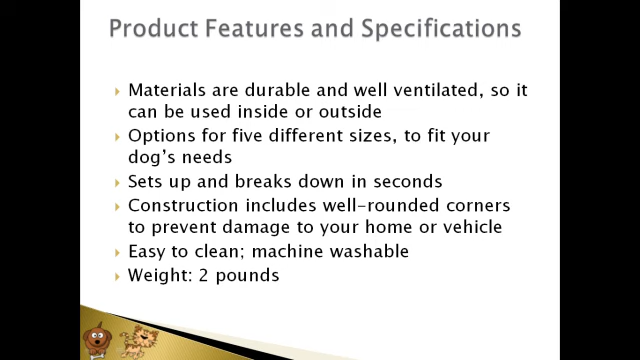 Product Features and Specifications
Materials are durable and well ventilated, so it
can be used inside or outside
Options for five different sizes, to fit your
dog's needs
Sets up and breaks down in seconds
Construction includes well-rounded corners
to prevent damage to your home or vehicle
Easy to clean; machine washable
Weight: 2 pounds